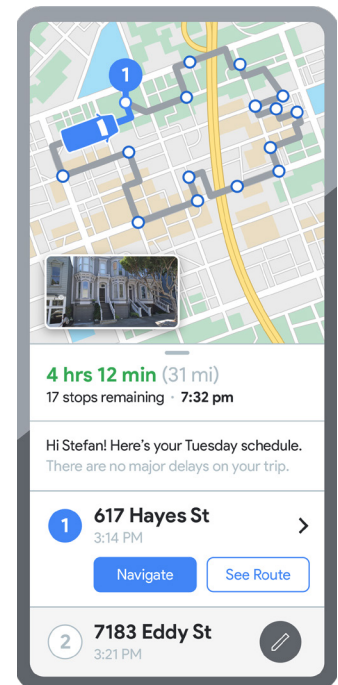 1
4 hrs 12 min (31 mi)
17 stops remaining · 7:32 pm
Hi Stefan! Here's your Tuesday schedule.
There are no major delays on your trip.
1
617 Hayes St
3:14 PM
Navigate
See Route
2
7183 Eddy St
3:21 PM